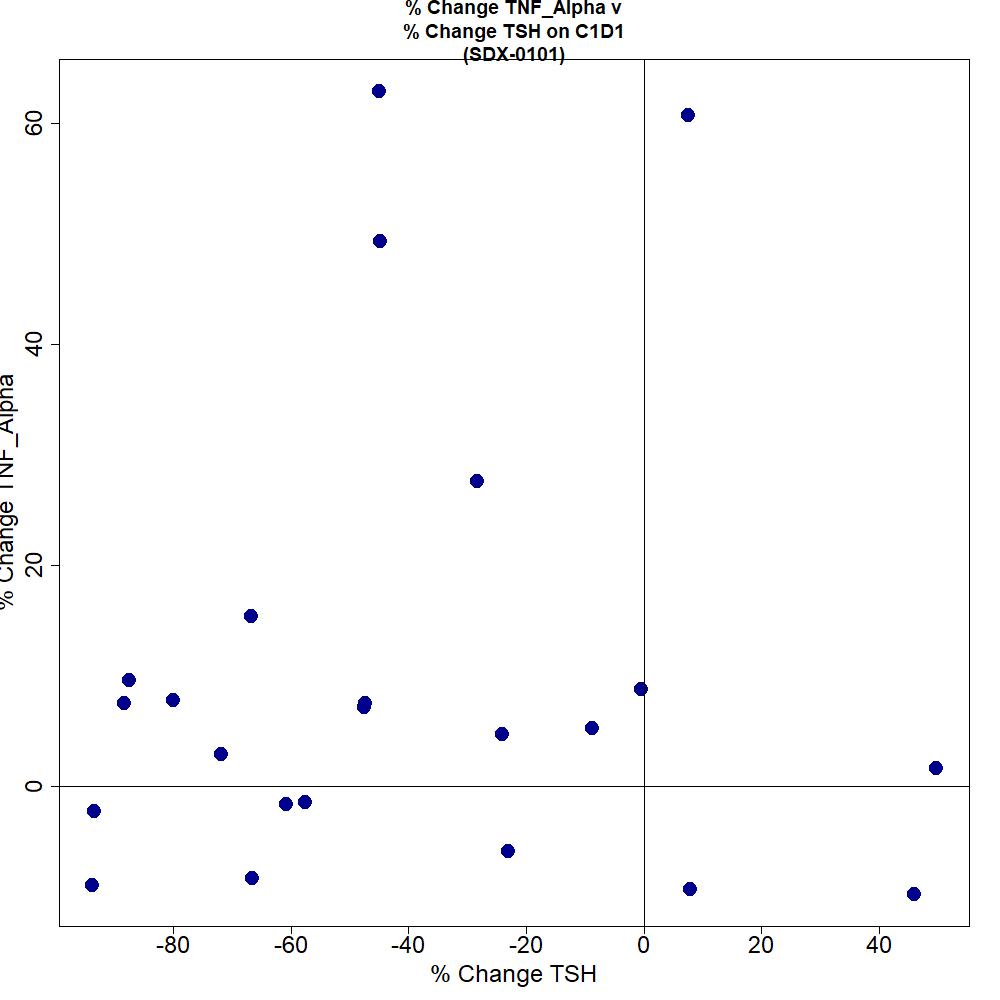 % Change TNF_Alpha v
% Change TSH on C1D1
(SDX-0101)
% Change TNF_Alpha
60
40
20
0
-80 -60 -40 -20 0 20 40
% Change TSH